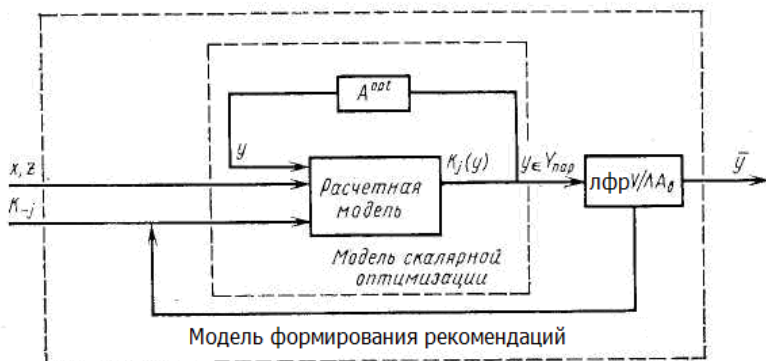 A^opt
y
x, z
K_j(y)
y ∈ Y_пар
ȳ
Расчетная
модель
лфрV/ΛA_в
K_-j
Модель скалярной
оптимизации
Модель формирования рекомендаций